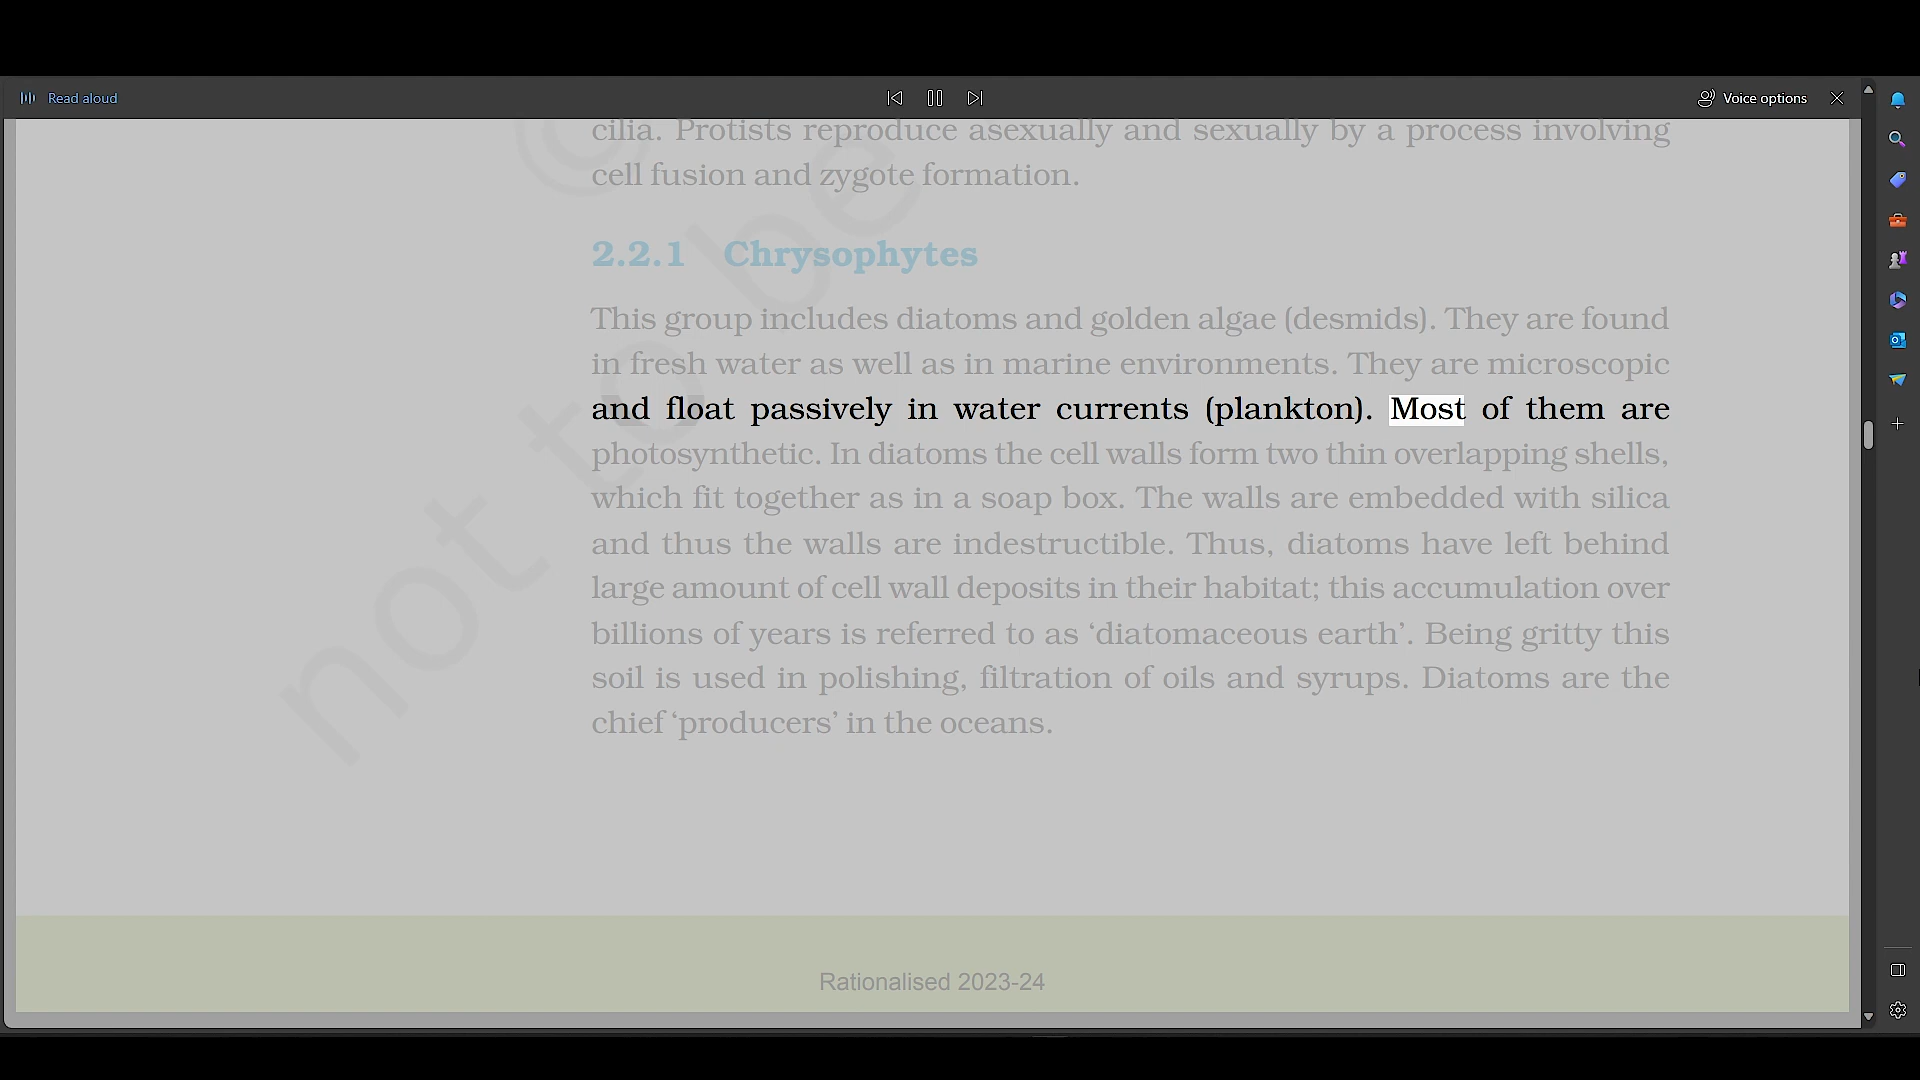 Read aloud
Voice options
cilia. Protists reproduce asexually and sexually by a process involving
cell fusion and zygote formation.
2.2.1 Chrysophytes
This group includes diatoms and golden algae (desmids). They are found
in fresh water as well as in marine environments. They are microscopic
and float passively in water currents (plankton). Most of them are
photosynthetic. In diatoms the cell walls form two thin overlapping shells,
which fit together as in a soap box. The walls are embedded with silica
and thus the walls are indestructible. Thus, diatoms have left behind
large amount of cell wall deposits in their habitat; this accumulation over
billions of years is referred to as ‘diatomaceous earth’. Being gritty this
soil is used in polishing, filtration of oils and syrups. Diatoms are the
chief ‘producers’ in the oceans.
© not to be
Rationalised 2023-24